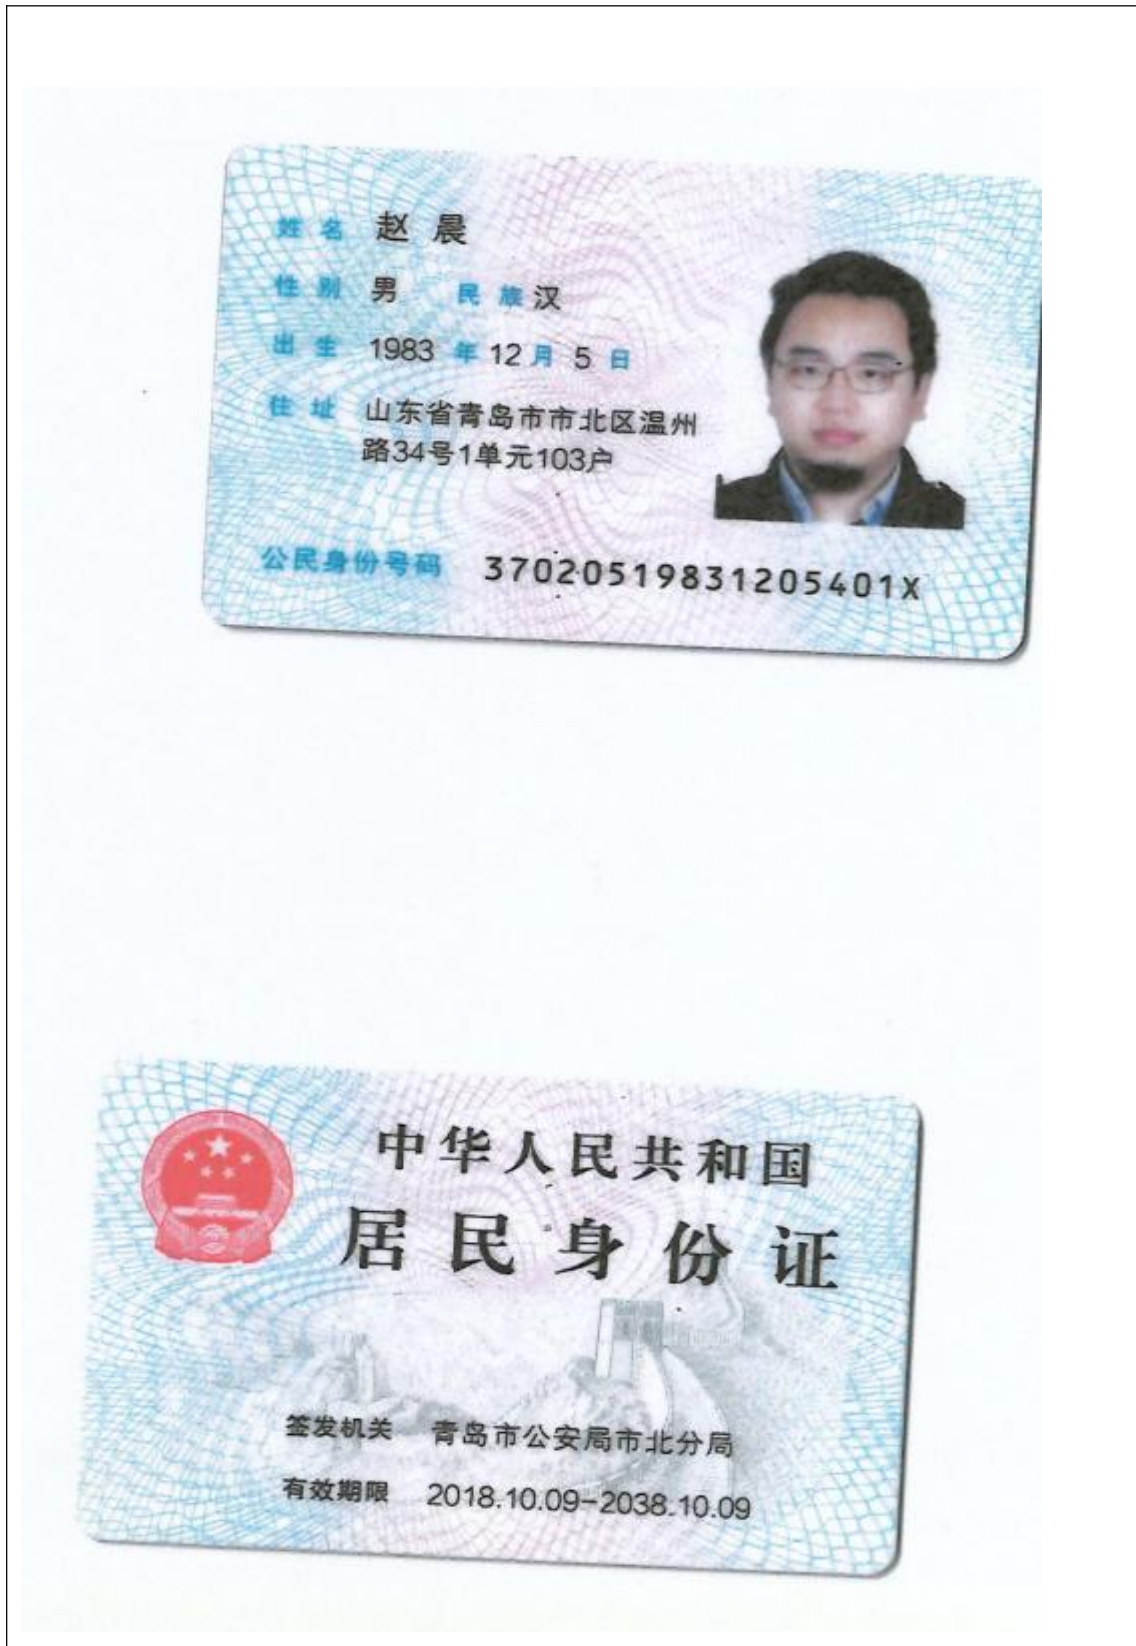 姓名 赵晨
性别 男 民族 汉
出生 1983 年 12 月 5 日
住址 山东省青岛市市北区温州
路34号1单元103户
公民身份号码 37020519831205401X
中华人民共和国
居民身份证
签发机关 青岛市公安局市北分局
有效期限 2018.10.09-2038.10.09